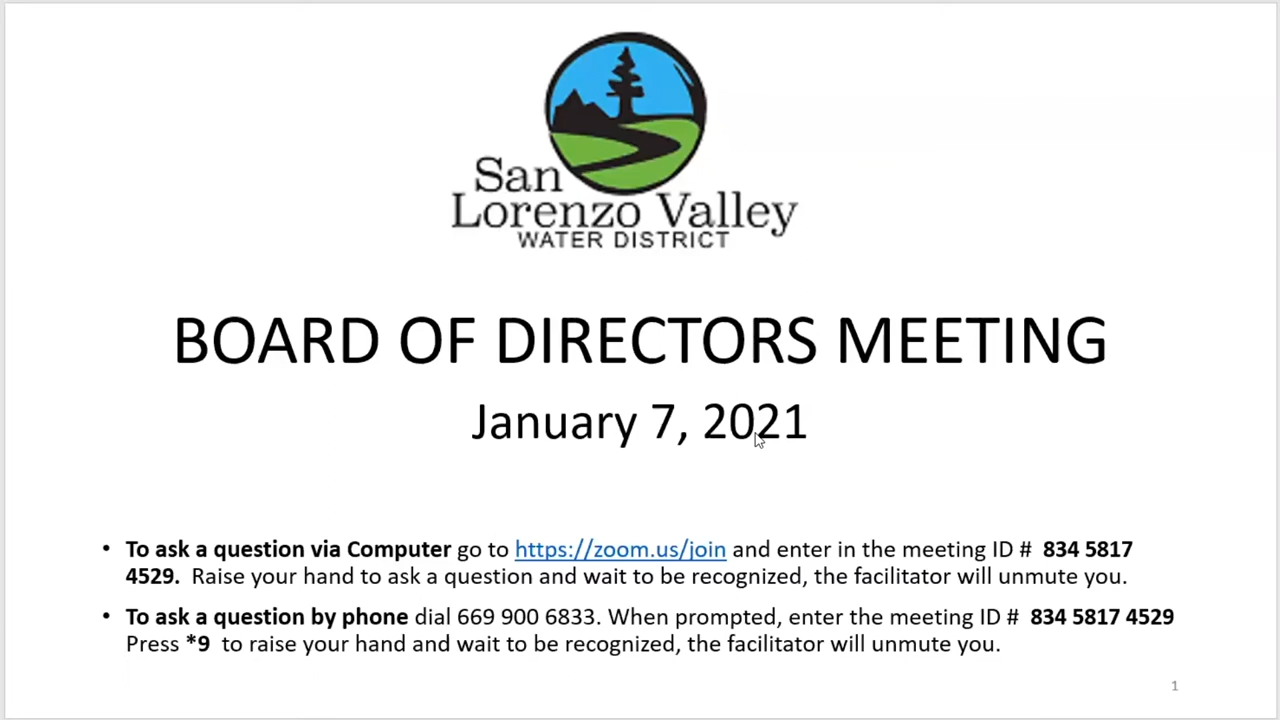 San
Lorenzo Valley
WATER DISTRICT
BOARD OF DIRECTORS MEETING
January 7, 2021
• To ask a question via Computer go to https://zoom.us/join and enter in the meeting ID # 834 5817
4529. Raise your hand to ask a question and wait to be recognized, the facilitator will unmute you.
• To ask a question by phone dial 669 900 6833. When prompted, enter the meeting ID # 834 5817 4529
Press *9 to raise your hand and wait to be recognized, the facilitator will unmute you.
1